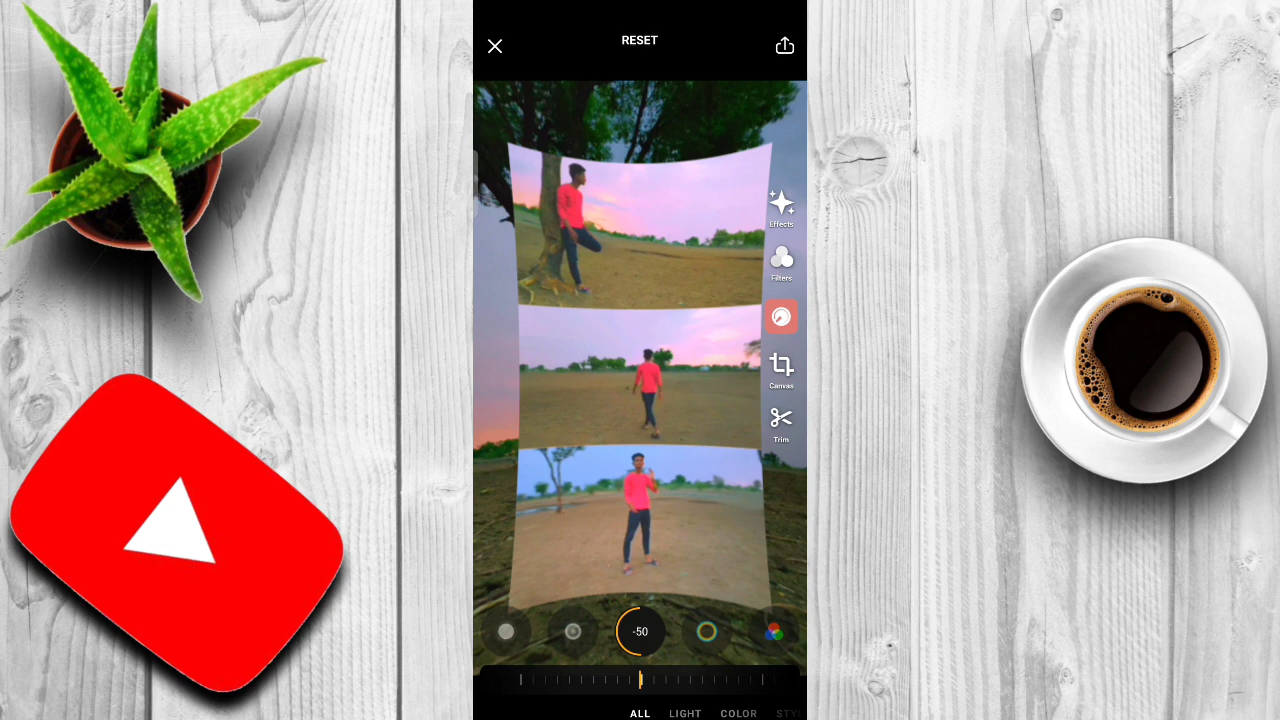 RESET
Effects
Filters
Canvas
Trim
-50
ALL LIGHT COLOR